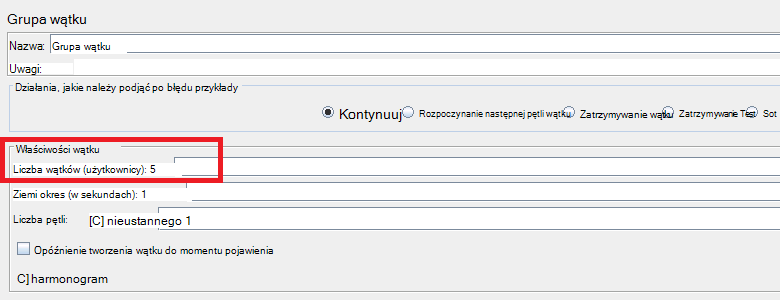 Grupa wątku
Nazwa: Grupa wątku
Uwagi:
Działania, jakie należy podjąć po błędu przykłady
Kontynuuj Rozpoczynanie następnej pętli wątku Zatrzymywanie wątku Zatrzymywanie Test Sot
Właściwości wątku
Liczba wątków (użytkownicy): 5
Ziemi okres (w sekundach): 1
Liczba pętli: [C] nieustannego 1
Opóźnienie tworzenia wątku do momentu pojawienia
C] harmonogram